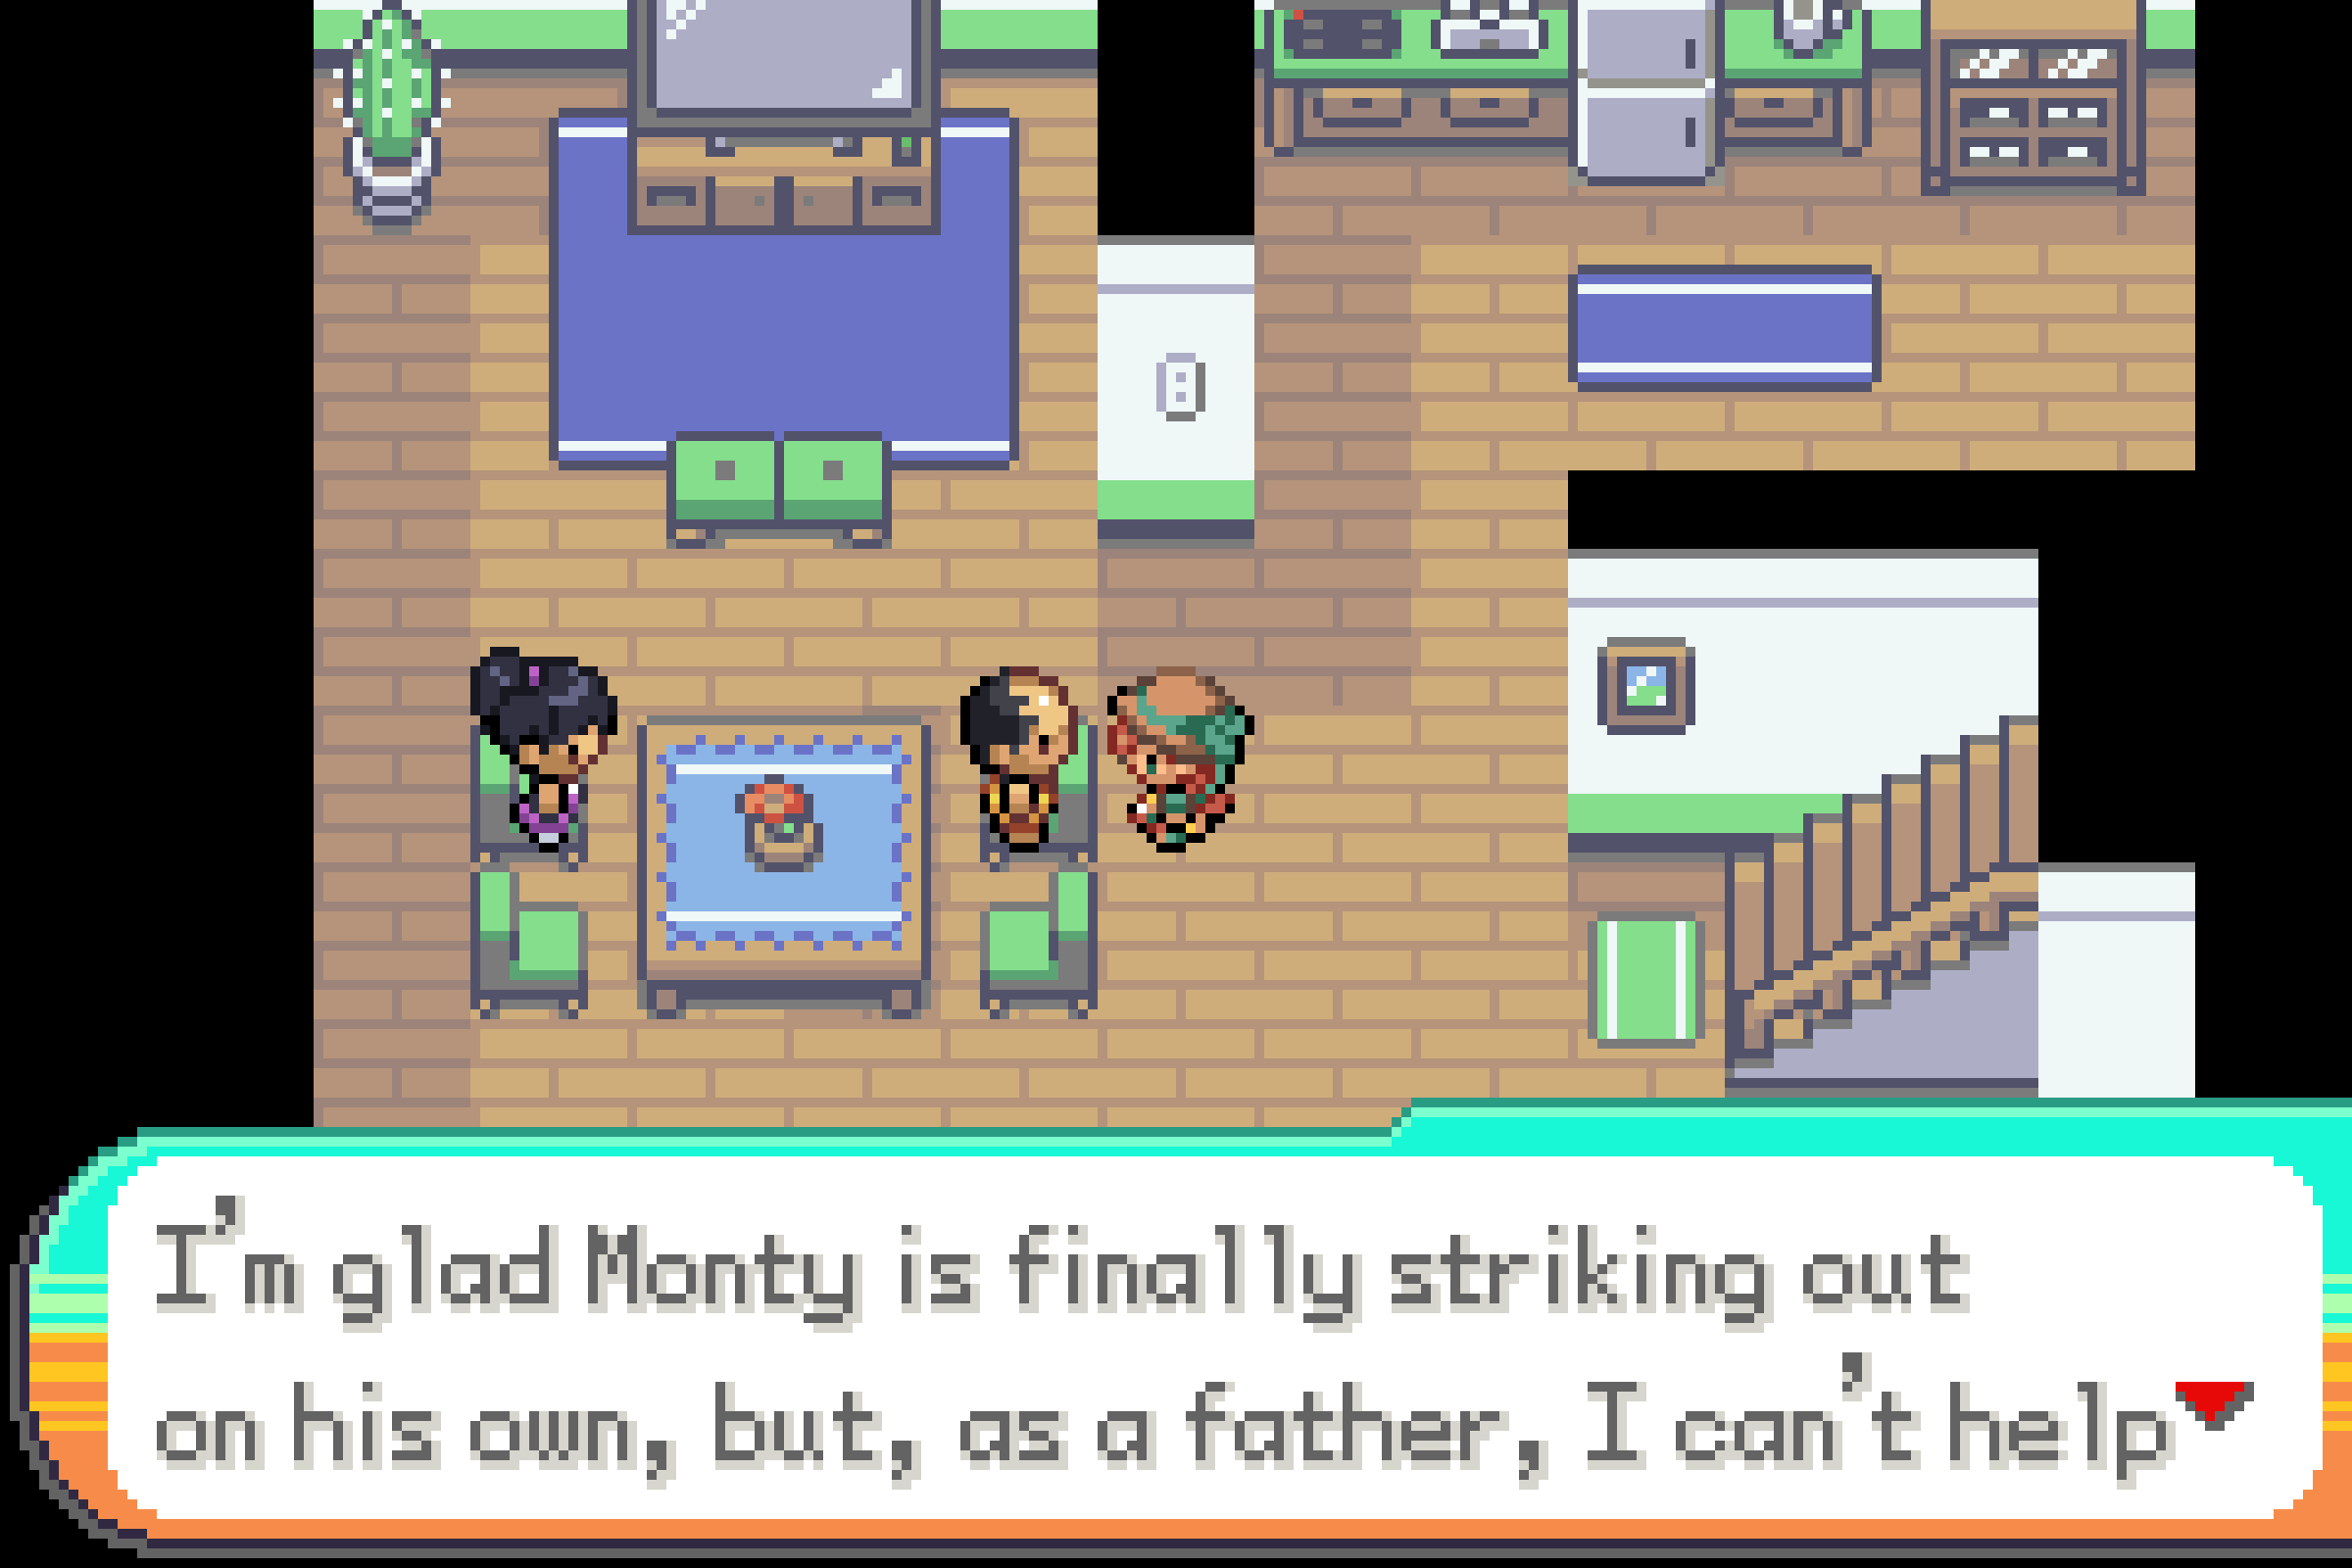 I'm glad Monty is finally striking out
on his own, but, as a father, I can't help